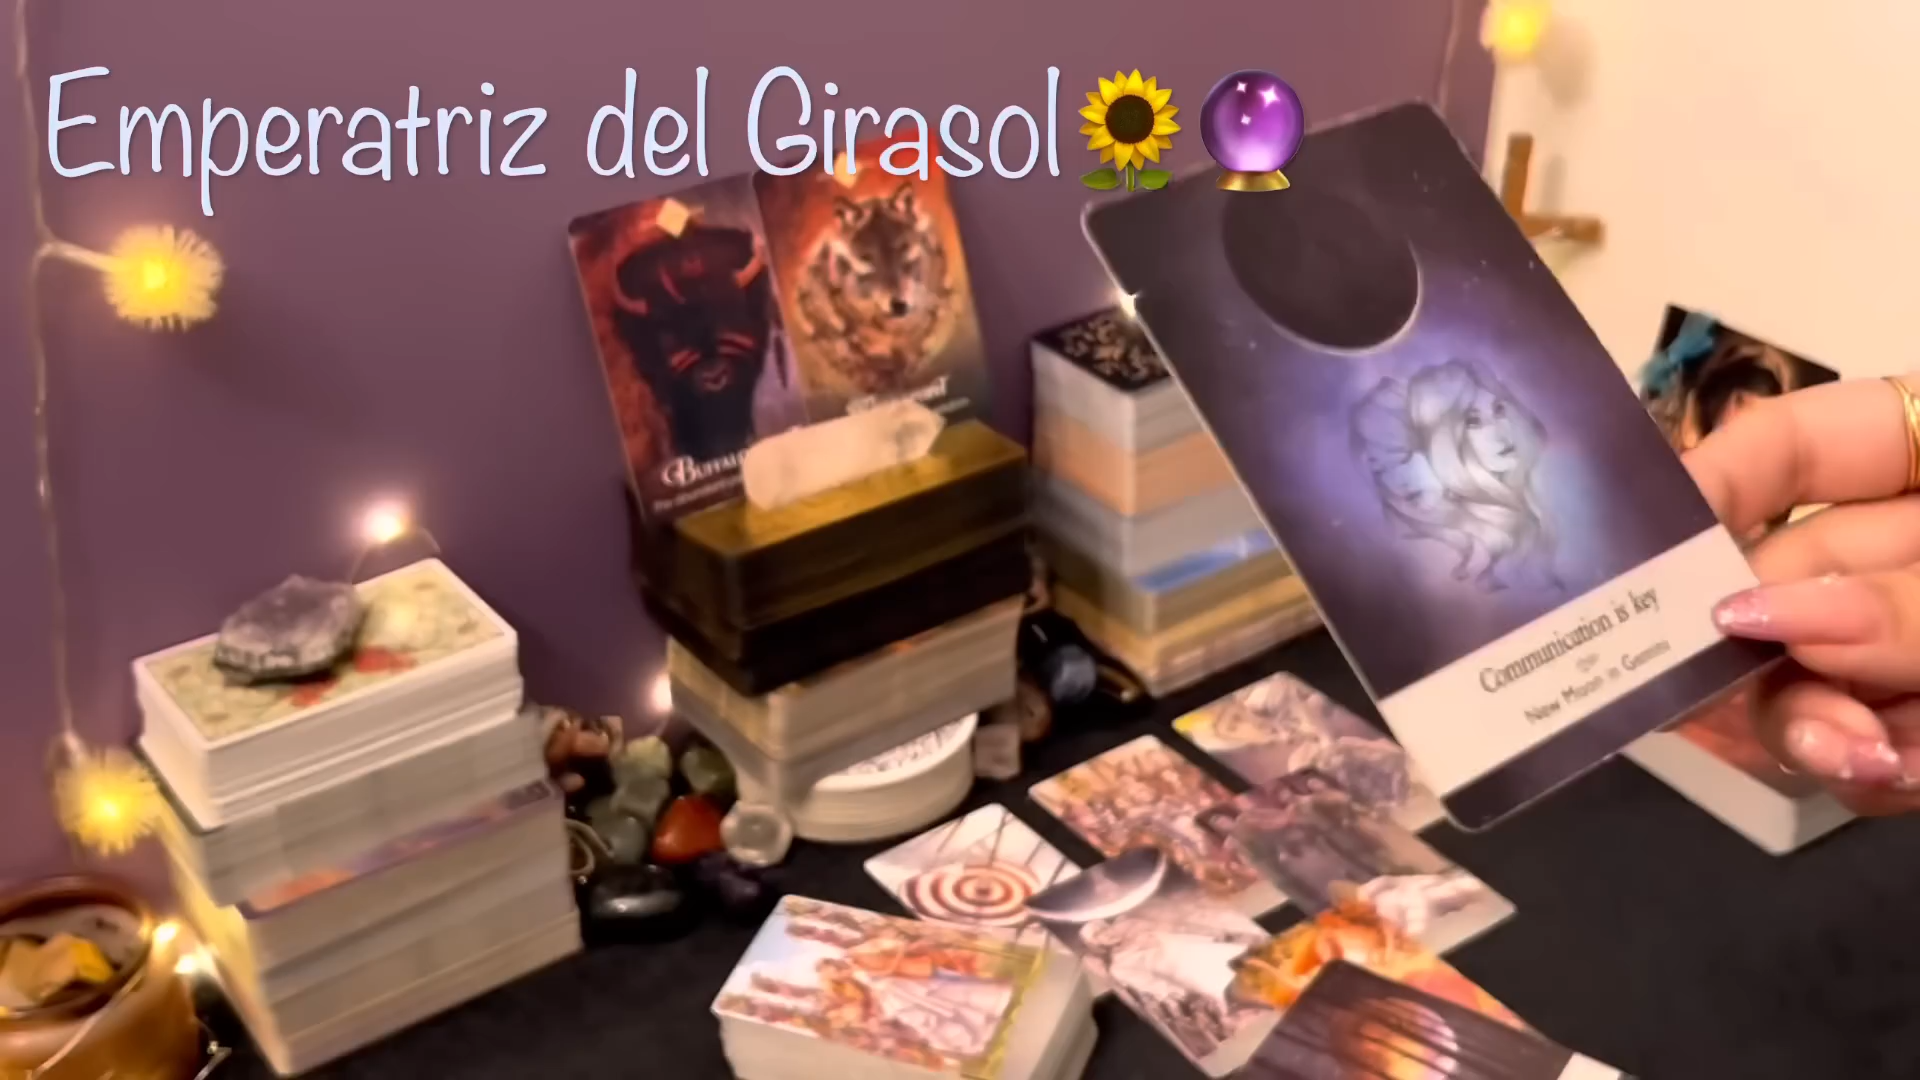 Emperatriz del Girasol🌻🔮
Communication is key
New Moon in Gemini